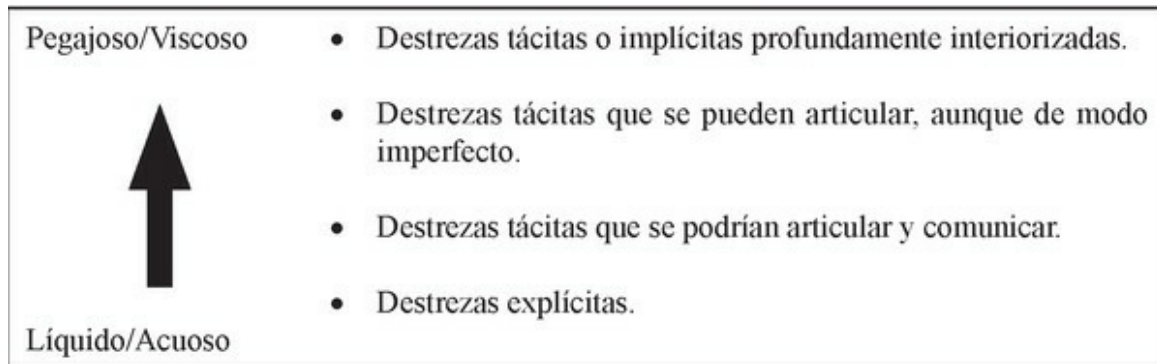 Pegajoso/Viscoso
• Destrezas tácitas o implícitas profundamente interiorizadas.
• Destrezas tácitas que se pueden articular, aunque de modo
imperfecto.
• Destrezas tácitas que se podrían articular y comunicar.
• Destrezas explícitas.
Líquido/Acuoso